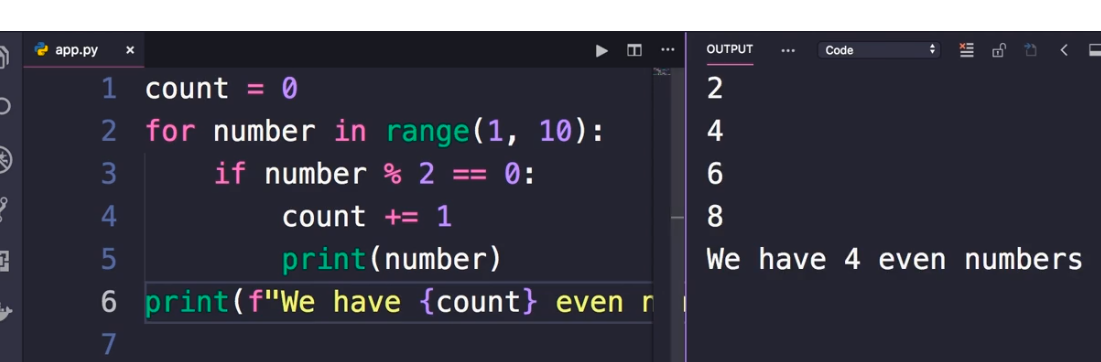 app.py ×
1 count = 0
2 for number in range(1, 10):
3     if number % 2 == 0:
4         count += 1
5         print(number)
6 print(f"We have {count} even
7
OUTPUT ... Code
2
4
6
8
We have 4 even numbers